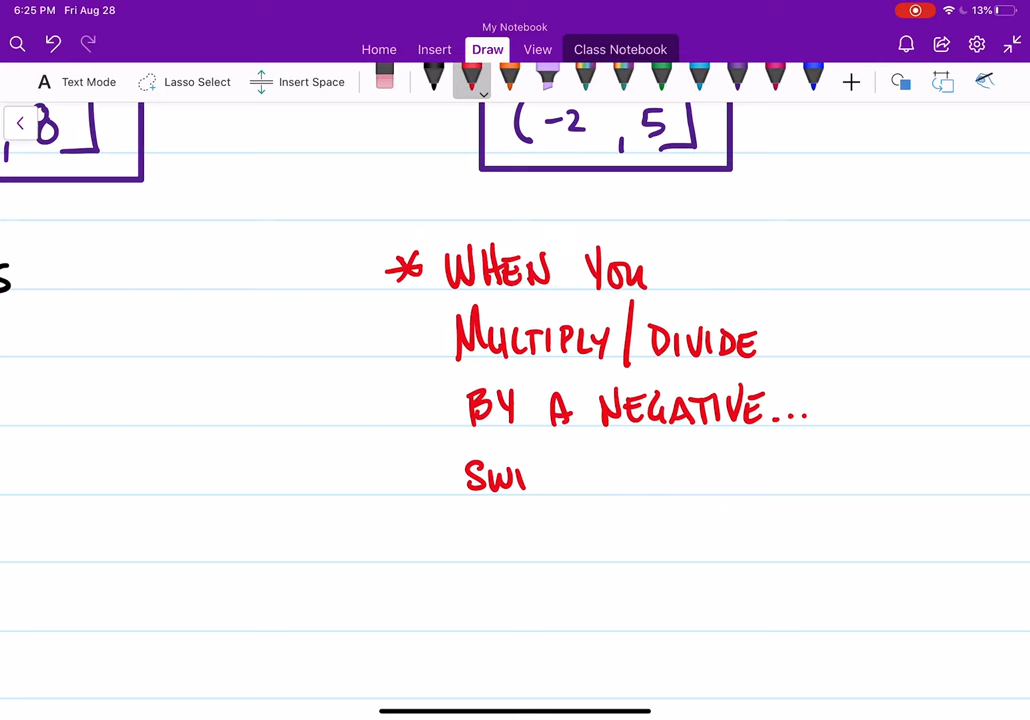 6:25 PM Fri Aug 28
13%
My Notebook
Home Insert Draw View Class Notebook
A Text Mode Lasso Select Insert Space
, 8]
(-2, 5]
s
* WHEN YOU
MULTIPLY/DIVIDE
BY A NEGATIVE...
SWI